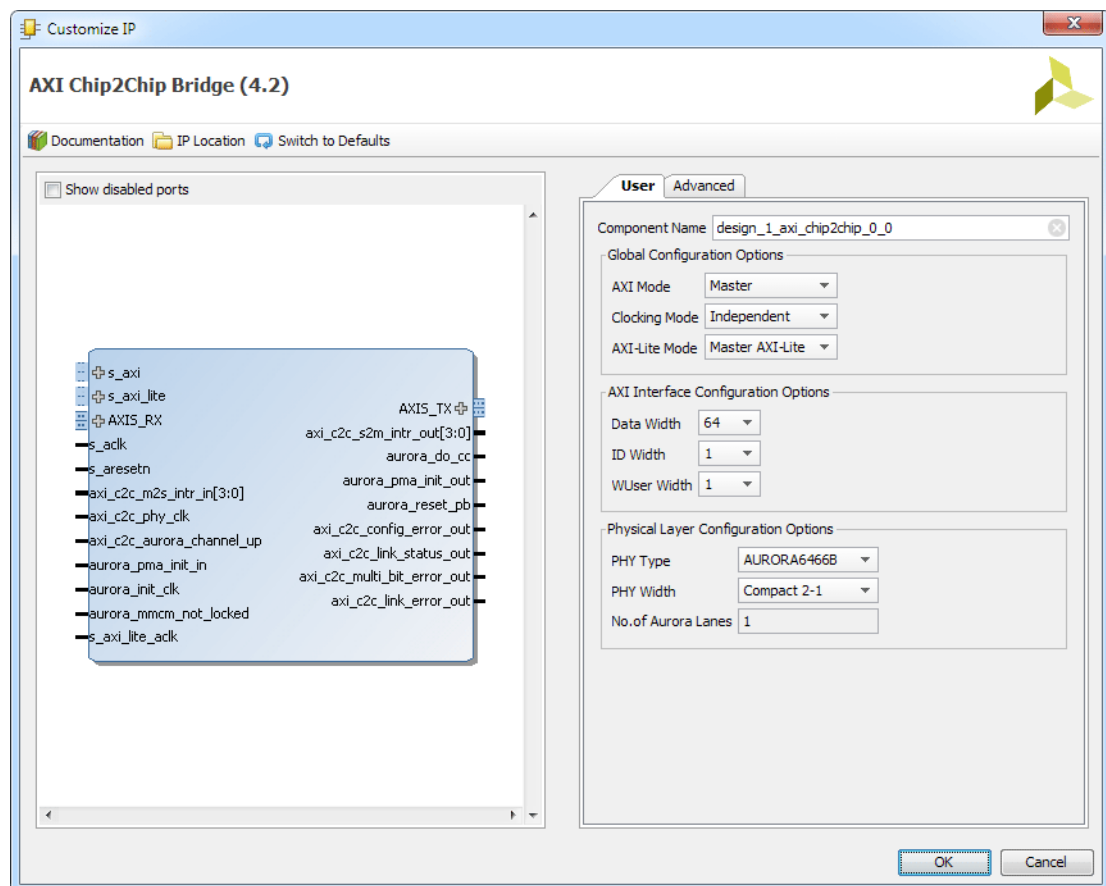 Customize IP
AXI Chip2Chip Bridge (4.2)
Documentation IP Location Switch to Defaults
Show disabled ports
s_axi
s_axi_lite
AXIS_RX
s_aclk
s_aresetn
axi_c2c_m2s_intr_in[3:0]
axi_c2c_phy_clk
axi_c2c_aurora_channel_up
aurora_pma_init_in
aurora_init_clk
aurora_mmcm_not_locked
s_axi_lite_aclk
AXIS_TX
axi_c2c_s2m_intr_out[3:0]
aurora_do_cc
aurora_pma_init_out
aurora_reset_pb
axi_c2c_config_error_out
axi_c2c_link_status_out
axi_c2c_multi_bit_error_out
axi_c2c_link_error_out
User Advanced
Component Name design_1_axi_chip2chip_0_0
Global Configuration Options
AXI Mode Master
Clocking Mode Independent
AXI-Lite Mode Master AXI-Lite
AXI Interface Configuration Options
Data Width 64
ID Width 1
WUser Width 1
Physical Layer Configuration Options
PHY Type AURORA6466B
PHY Width Compact 2-1
No.of Aurora Lanes 1
OK Cancel